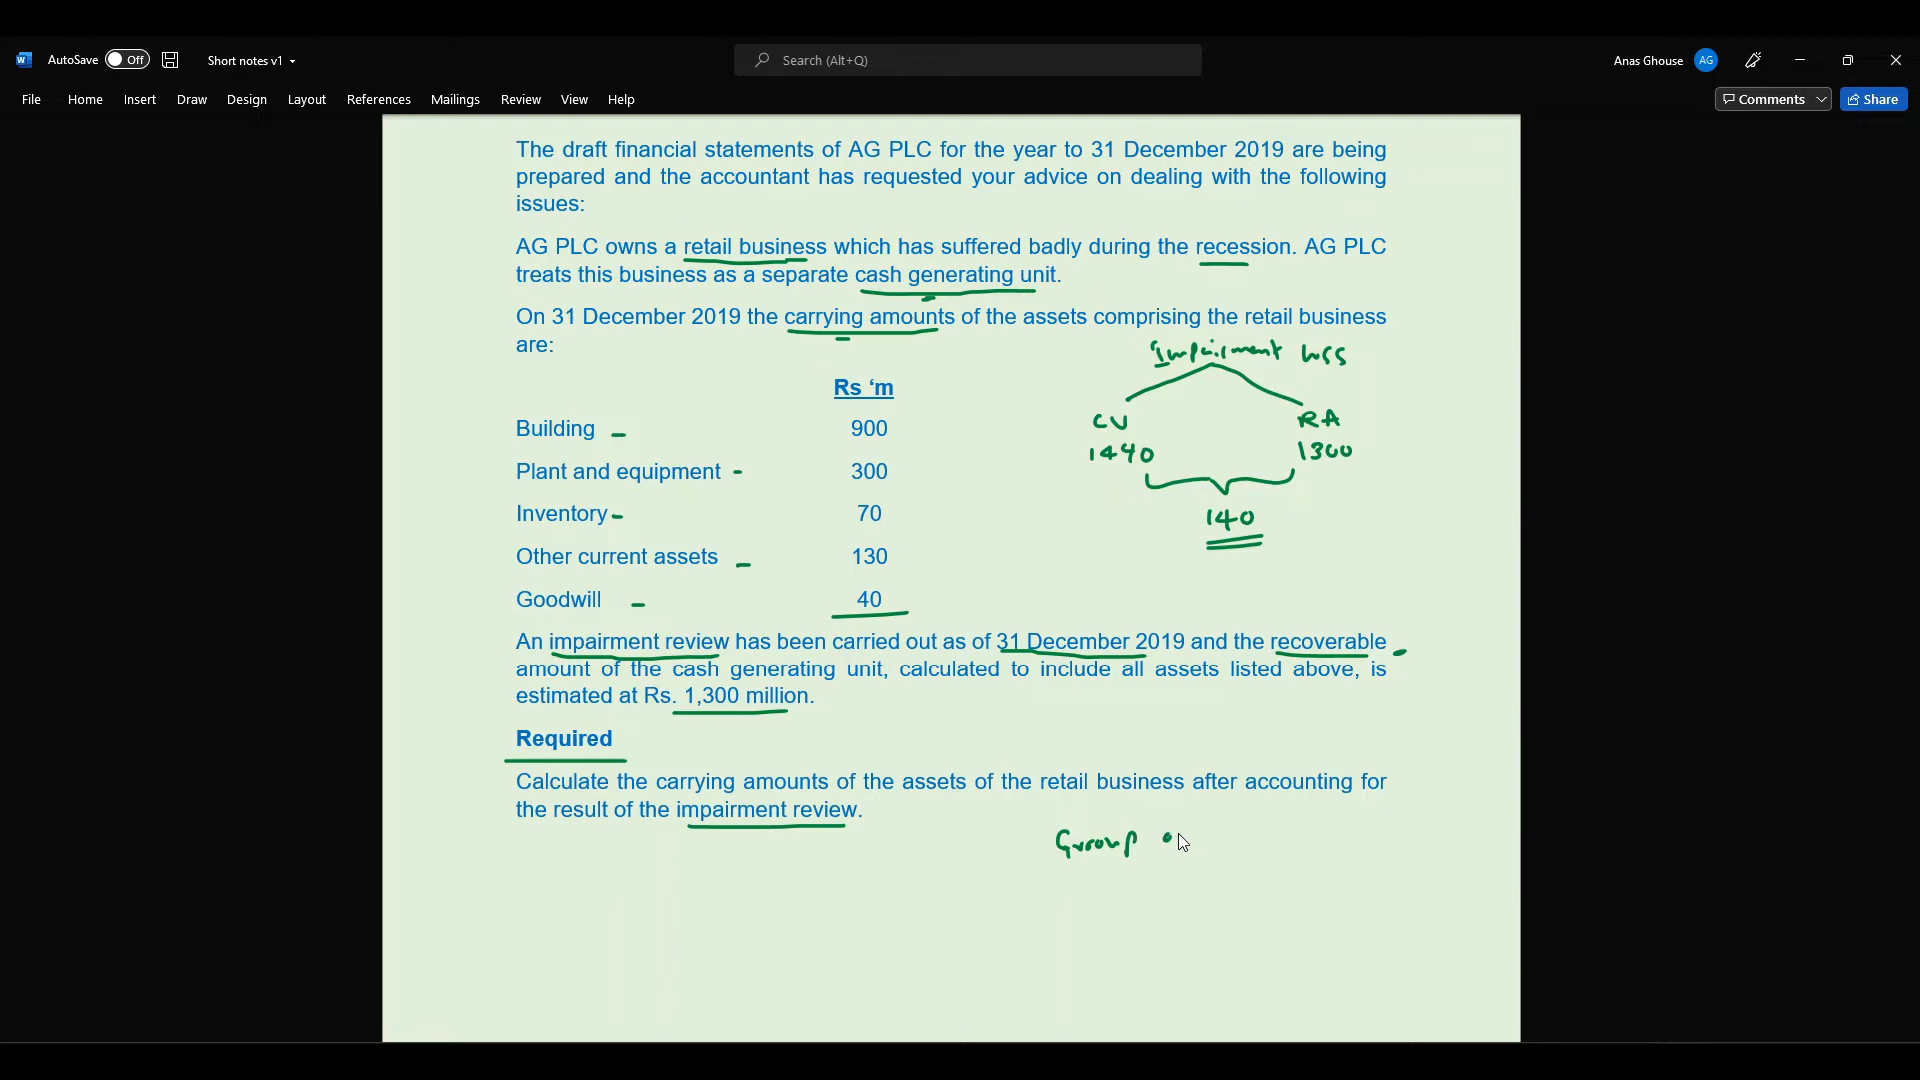 AutoSave Off Short notes v1 Search (Alt+Q) Anas Ghouse AG
File Home Insert Draw Design Layout References Mailings Review View Help Comments Share
The draft financial statements of AG PLC for the year to 31 December 2019 are being
prepared and the accountant has requested your advice on dealing with the following
issues:
AG PLC owns a retail business which has suffered badly during the recession. AG PLC
treats this business as a separate cash generating unit.
On 31 December 2019 the carrying amounts of the assets comprising the retail business
are:
Impairment loss
Rs ‘m
CV RA
Building 900
1440 1300
Plant and equipment 300
Inventory 70
140
Other current assets 130
Goodwill 40
An impairment review has been carried out as of 31 December 2019 and the recoverable
amount of the cash generating unit, calculated to include all assets listed above, is
estimated at Rs. 1,300 million.
Required
Calculate the carrying amounts of the assets of the retail business after accounting for
the result of the impairment review.
Group